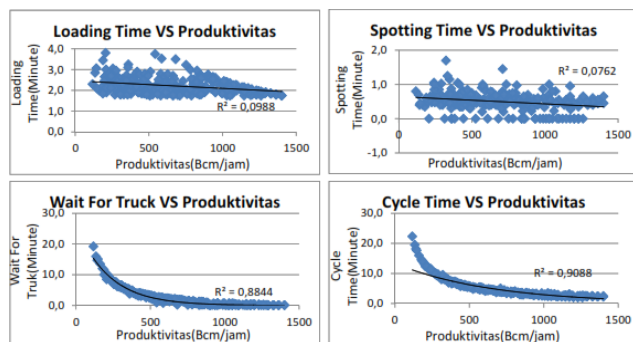 Loading Time VS Produktivitas
Loading
Time(Minute)
4,0
3,0
2,0
1,0
0,0
R² = 0,0988
0
500
1000
1500
Produktivitas(Bcm/jam)
Spotting Time VS Produktivitas
Spotting
Time(Minute)
2,0
1,0
0,0
-1,0
R² = 0,0762
0
500
1000
1500
Produktivitas(Bcm/jam)
Wait For Truck VS Produktivitas
Wait For
Truk(Minute)
30,0
20,0
10,0
0,0
R² = 0,8844
0
500
1000
1500
Produktivitas(Bcm/jam)
Cycle Time VS Produktivitas
Cycle
Time(Minute)
30,0
20,0
10,0
0,0
R² = 0,9088
0
500
1000
1500
Produktivitas(Bcm/jam)